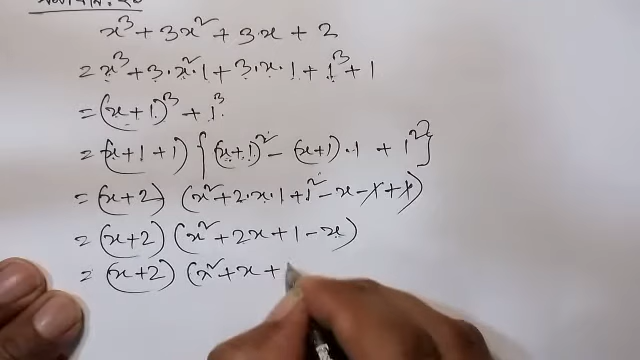 x³ + 3x² + 3x + 2
= x³ + 3·x²·1 + 3·x·1 + 1³ + 1
= (x+1)³ + 1³
= (x+1+1) {(x+1)² - (x+1)·1 + 1²}
= (x+2) (x² + 2·x·1 + 1² - x - 1 + 1)
= (x+2) (x² + 2x + 1 - x)
= (x+2) (x² + x +